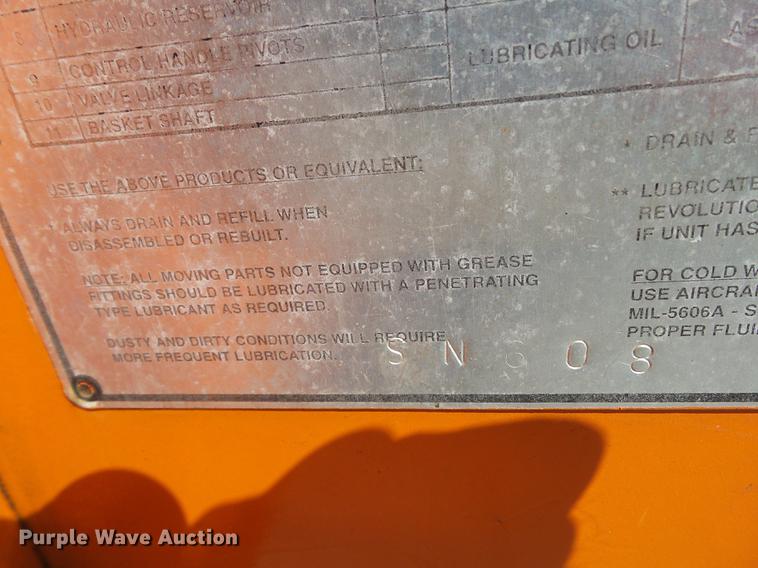 8 HYDRAULIC RESERVOIR
9 CONTROL HANDLE PIVOTS
10 VALVE LINKAGE
11 BASKET SHAFT
LUBRICATING OIL
AS
USE THE ABOVE PRODUCTS OR EQUIVALENT:
* ALWAYS DRAIN AND REFILL WHEN
DISASSEMBLED OR REBUILT.
NOTE: ALL MOVING PARTS NOT EQUIPPED WITH GREASE
FITTINGS SHOULD BE LUBRICATED WITH A PENETRATING
TYPE LUBRICANT AS REQUIRED.
DUSTY AND DIRTY CONDITIONS WILL REQUIRE
MORE FREQUENT LUBRICATION.
* DRAIN & F
** LUBRICATE
REVOLUTIO
IF UNIT HAS
FOR COLD W
USE AIRCRA
MIL-5606A - S
PROPER FLUI
SN 608
Purple Wave Auction